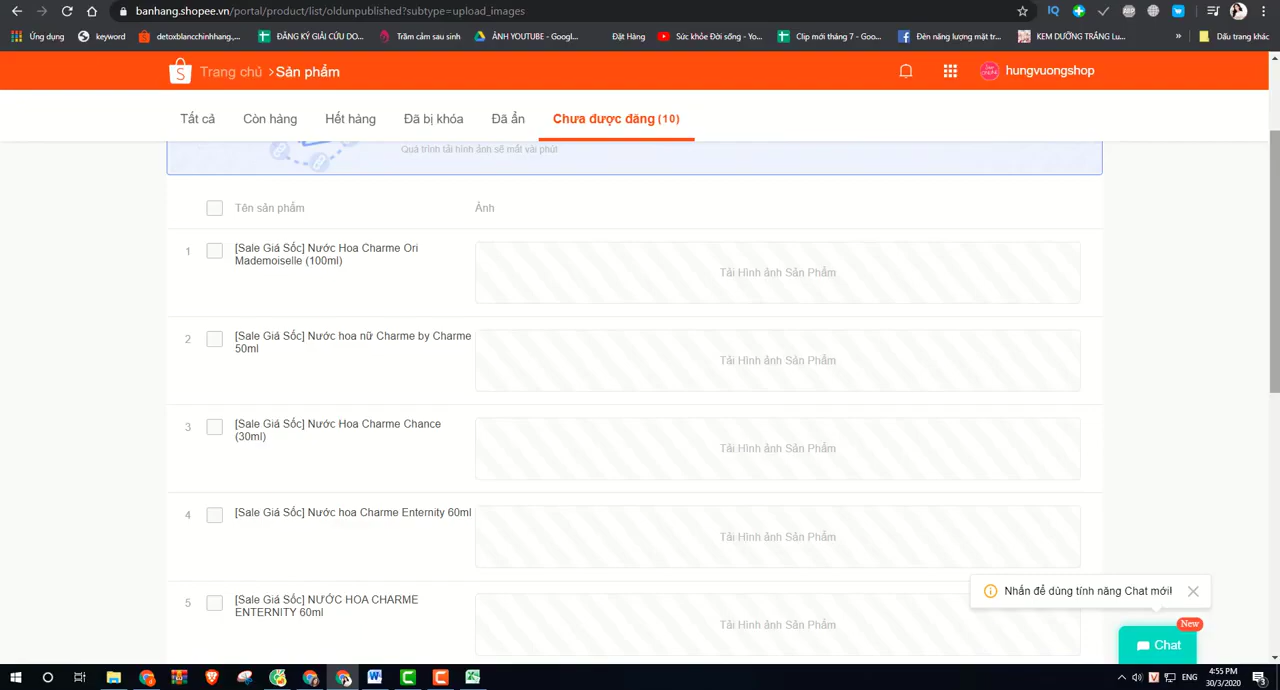 banhang.shopee.vn/portal/product/list/oldunpublished?subtype=upload_images
Ứng dụng keyword detoxblancchinhhang,... ĐĂNG KÝ GIẢI CỨU DO... Trăm cảm sau sinh ẢNH YOUTUBE - Googl... Đặt Hàng Sức khỏe Đời sống - Yo... Clip mới tháng 7 - Goo... Đèn năng lượng mặt tr... KEM DƯỠNG TRẮNG LU... » Dấu trang khác
Trang chủ >Sản phẩm
hungvuongshop
Tất cả Còn hàng Hết hàng Đã bị khóa Đã ẩn Chưa được đăng (10)
Quá trình tải hình ảnh sẽ mất vài phút
Tên sản phẩm Ảnh
1 [Sale Giá Sốc] Nước Hoa Charme Ori
Mademoiselle (100ml)
Tải Hình ảnh Sản Phẩm
2 [Sale Giá Sốc] Nước hoa nữ Charme by Charme
50ml
Tải Hình ảnh Sản Phẩm
3 [Sale Giá Sốc] Nước Hoa Charme Chance
(30ml)
Tải Hình ảnh Sản Phẩm
4 [Sale Giá Sốc] Nước hoa Charme Enternity 60ml
Tải Hình ảnh Sản Phẩm
5 [Sale Giá Sốc] NƯỚC HOA CHARME
ENTERNITY 60ml
Tải Hình ảnh Sản Phẩm
Nhấn để dùng tính năng Chat mới!
New
Chat
ENG
4:55 PM
30/3/2020